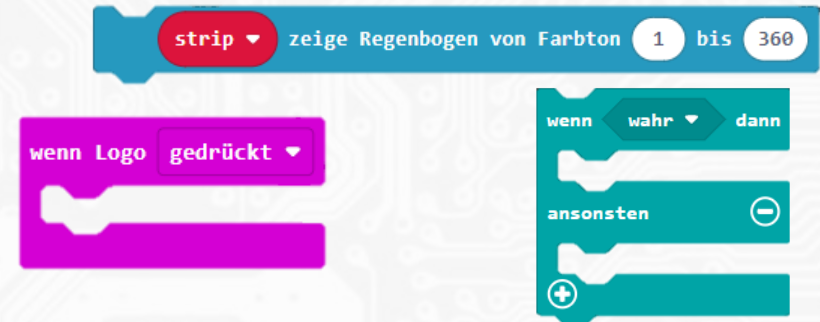 strip zeige Regenbogen von Farbton 1 bis 360
wenn wahr dann
wenn Logo gedrückt
ansonsten